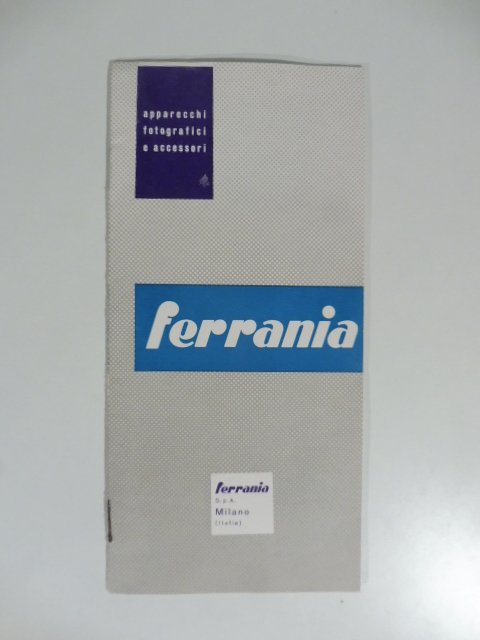 apparecchi
fotografici
e accessori
ferrania
ferrania
S.p.A.
Milano
(Italia)